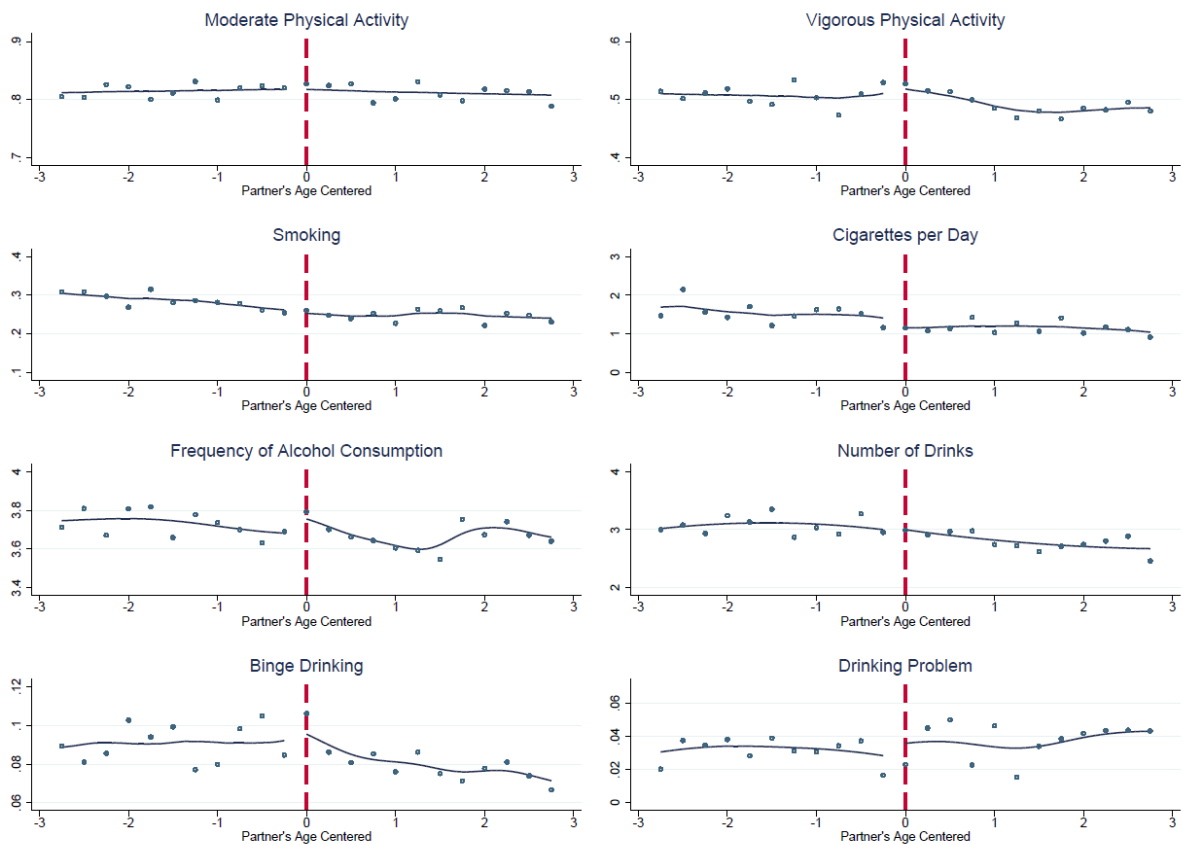 Moderate Physical Activity
.9
.8
.7
-3 -2 -1 0 1 2 3
Partner's Age Centered
Vigorous Physical Activity
.6
.5
.4
-3 -2 -1 0 1 2 3
Partner's Age Centered
Smoking
.4
.3
.2
.1
-3 -2 -1 0 1 2 3
Partner's Age Centered
Cigarettes per Day
3
2
1
0
-3 -2 -1 0 1 2 3
Partner's Age Centered
Frequency of Alcohol Consumption
4
3.8
3.6
3.4
-3 -2 -1 0 1 2 3
Partner's Age Centered
Number of Drinks
4
3
2
-3 -2 -1 0 1 2 3
Partner's Age Centered
Binge Drinking
.12
.1
.08
.06
-3 -2 -1 0 1 2 3
Partner's Age Centered
Drinking Problem
.06
.04
.02
0
-3 -2 -1 0 1 2 3
Partner's Age Centered